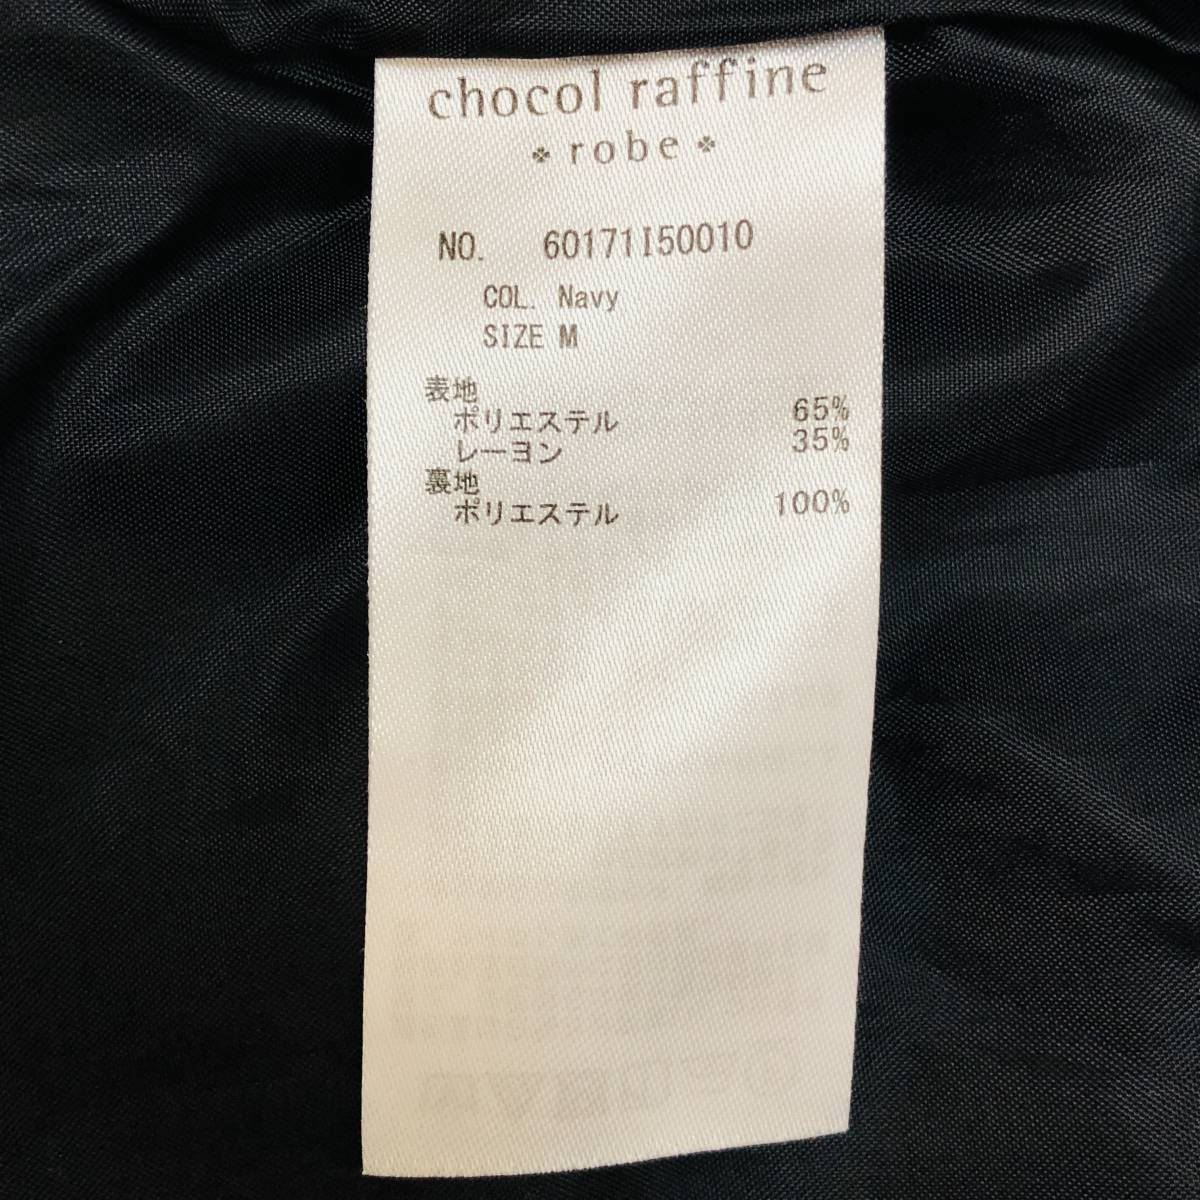 chocol raffine
robe
NO. 60171I50010
COL. Navy
SIZE M
表地
ポリエステル 65%
レーヨン 35%
裏地
ポリエステル 100%